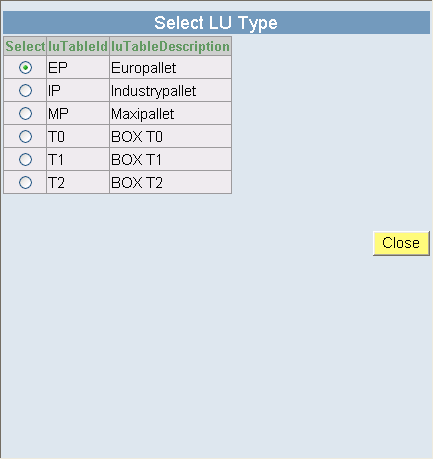 Select LU Type
Select luTableId luTableDescription
EP Europallet
IP Industrypallet
MP Maxipallet
T0 BOX T0
T1 BOX T1
T2 BOX T2
Close